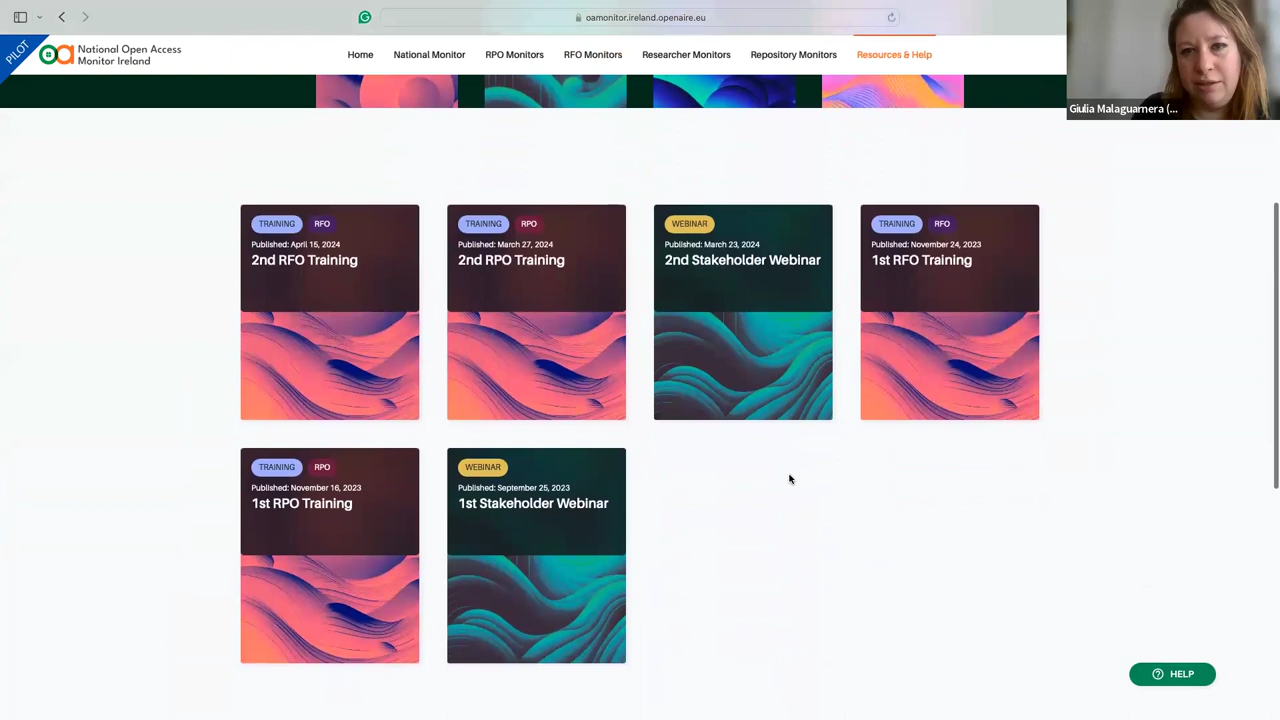 oamonitor.ireland.openaire.eu
PILOT
National Open Access
Monitor Ireland
Home
National Monitor
RPO Monitors
RFO Monitors
Researcher Monitors
Repository Monitors
Resources & Help
Giulia Malaguarnera (...
TRAINING RFO
Published: April 15, 2024
2nd RFO Training
TRAINING RPO
Published: March 27, 2024
2nd RPO Training
WEBINAR
Published: March 23, 2024
2nd Stakeholder Webinar
TRAINING RFO
Published: November 24, 2023
1st RFO Training
TRAINING RPO
Published: November 16, 2023
1st RPO Training
WEBINAR
Published: September 25, 2023
1st Stakeholder Webinar
HELP